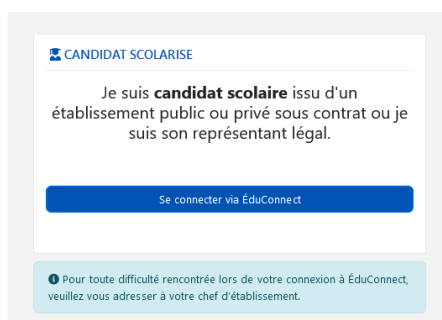 CANDIDAT SCOLARISE
Je suis candidat scolaire issu d'un
établissement public ou privé sous contrat ou je
suis son représentant légal.
Se connecter via ÉduConnect
Pour toute difficulté rencontrée lors de votre connexion à ÉduConnect,
veuillez vous adresser à votre chef d'établissement.